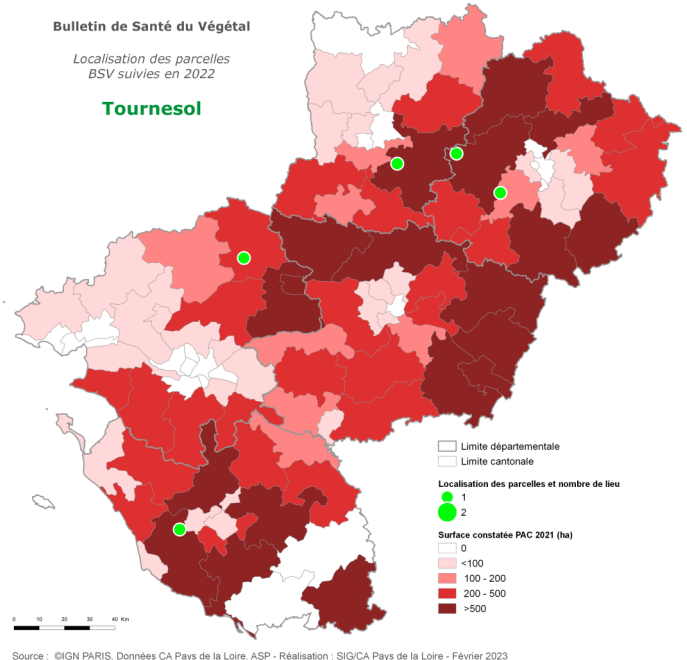 Bulletin de Santé du Végétal
Localisation des parcelles
BSV suivies en 2022
Tournesol
Limite départementale
Limite cantonale
Localisation des parcelles et nombre de lieu
1
2
Surface constatée PAC 2021 (ha)
0
<100
100 - 200
200 - 500
>500
0 10 20 30 40 Km
Source : ©IGN PARIS, Données CA Pays de la Loire, ASP - Réalisation : SIG/CA Pays de la Loire - Février 2023